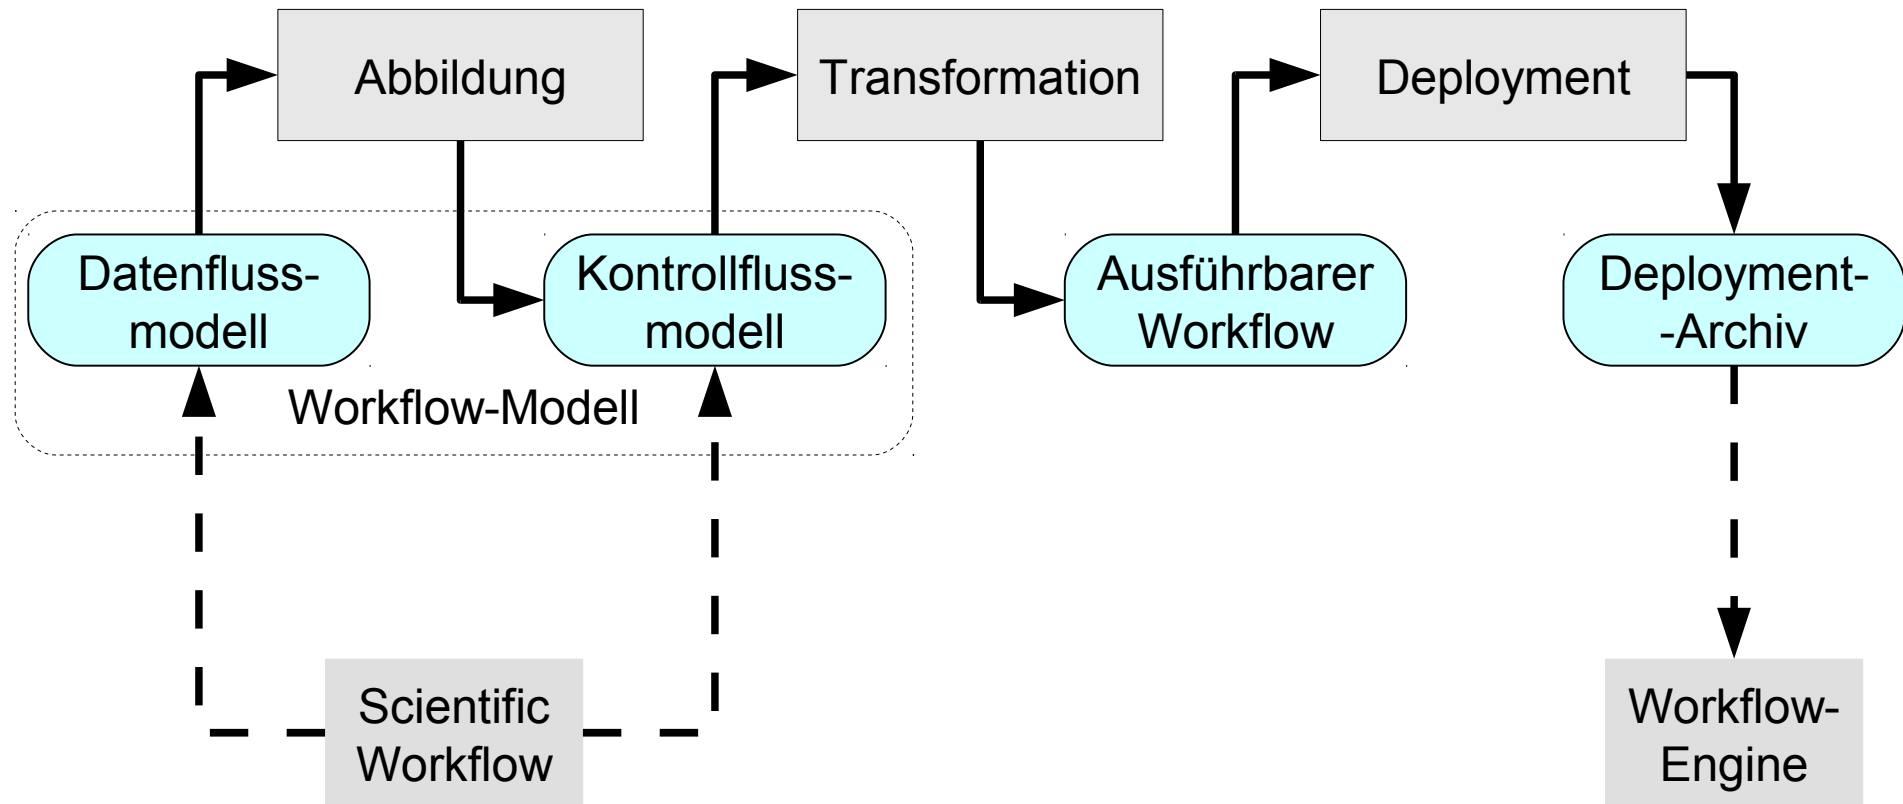 Abbildung
Transformation
Deployment
Datenfluss-
modell
Kontrollfluss-
modell
Ausführbarer
Workflow
Deployment-
-Archiv
Workflow-Modell
Scientific
Workflow
Workflow-
Engine